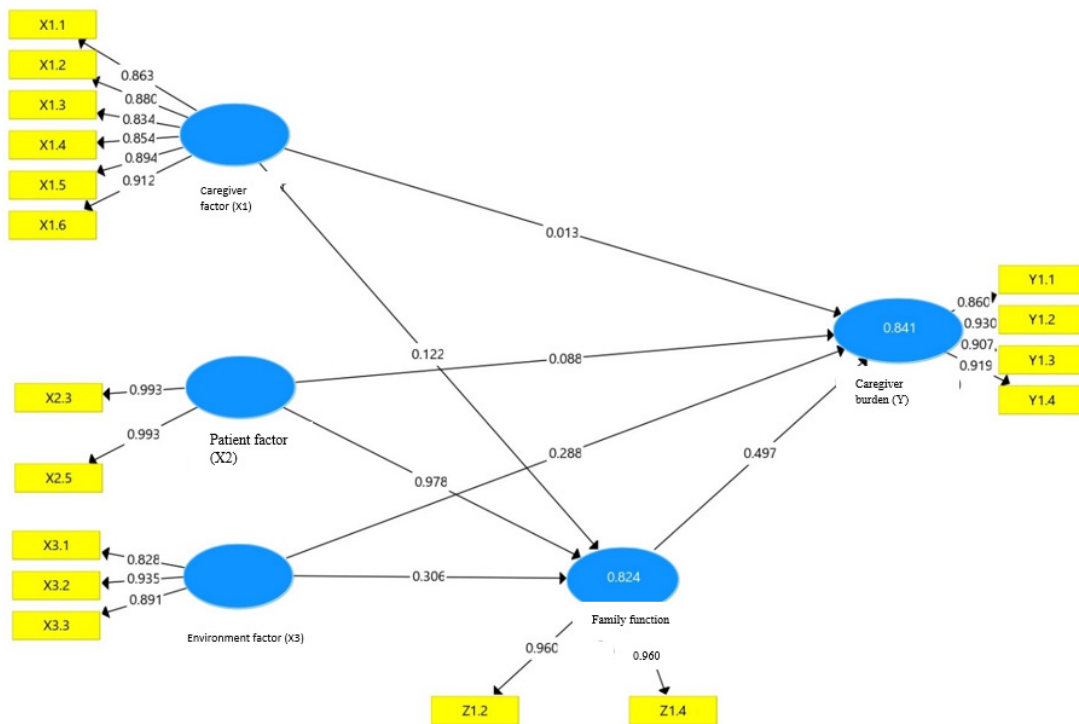 X1.1
X1.2
X1.3
X1.4
X1.5
X1.6
0.863
0.880
0.834
0.854
0.894
0.912
Caregiver
factor (X1)
0.013
0.122
X2.3
X2.5
0.993
0.993
Patient factor
(X2)
0.088
0.978
X3.1
X3.2
X3.3
0.828
0.935
0.891
Environment factor (X3)
0.288
0.306
0.497
0.841
Caregiver
burden (Y)
)
0.860
0.930
0.907
0.919
Y1.1
Y1.2
Y1.3
Y1.4
0.824
Family function
0.960
0.960
Z1.2
Z1.4